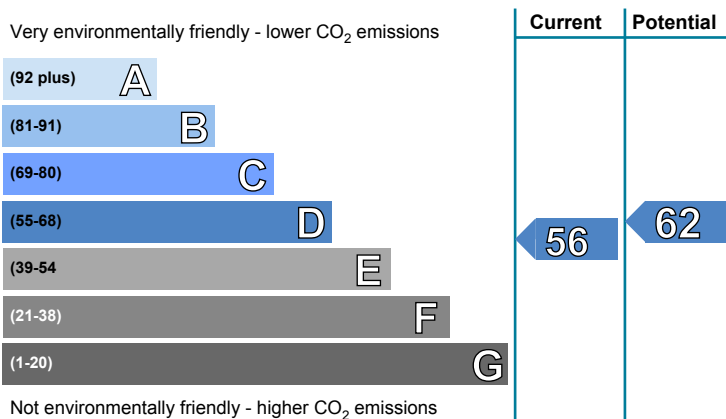 Current Potential
Very environmentally friendly - lower CO2 emissions
(92 plus) A
(81-91) B
(69-80) C
(55-68) D
(39-54 E
(21-38) F
(1-20) G
56 62
Not environmentally friendly - higher CO2 emissions